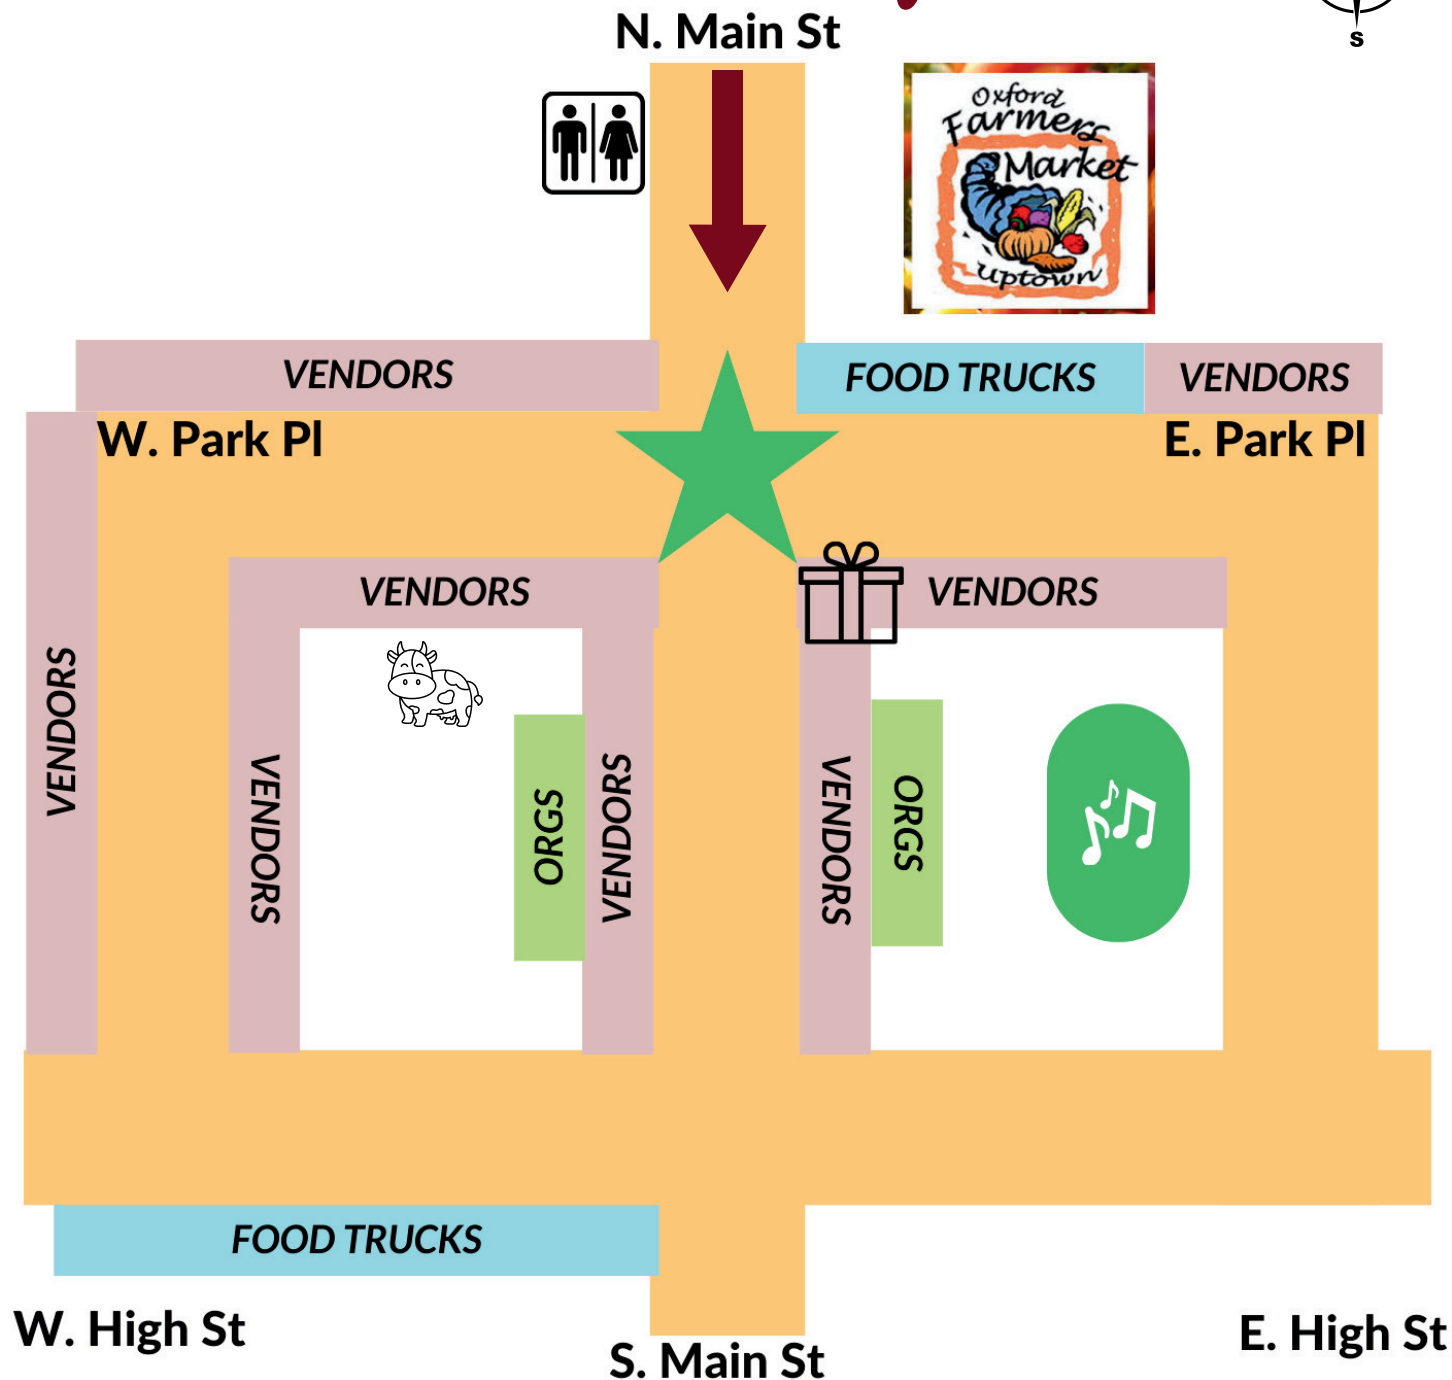 S
N. Main St
Oxford
Farmers
Market
Uptown
VENDORS
FOOD TRUCKS
VENDORS
W. Park Pl
E. Park Pl
VENDORS
VENDORS
VENDORS
VENDORS
ORGS
VENDORS
VENDORS
ORGS
FOOD TRUCKS
W. High St
E. High St
S. Main St